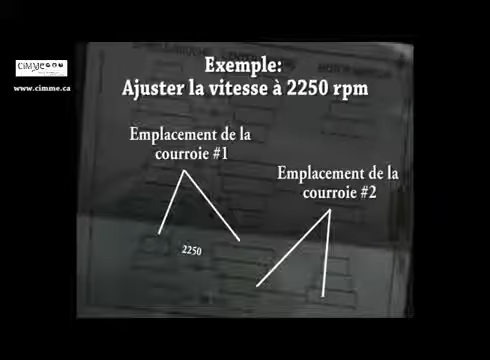 Exemple:
Ajuster la vitesse à 2250 rpm
cimme
www.cimme.ca
Emplacement de la
courroie #1
Emplacement de la
courroie #2
2250